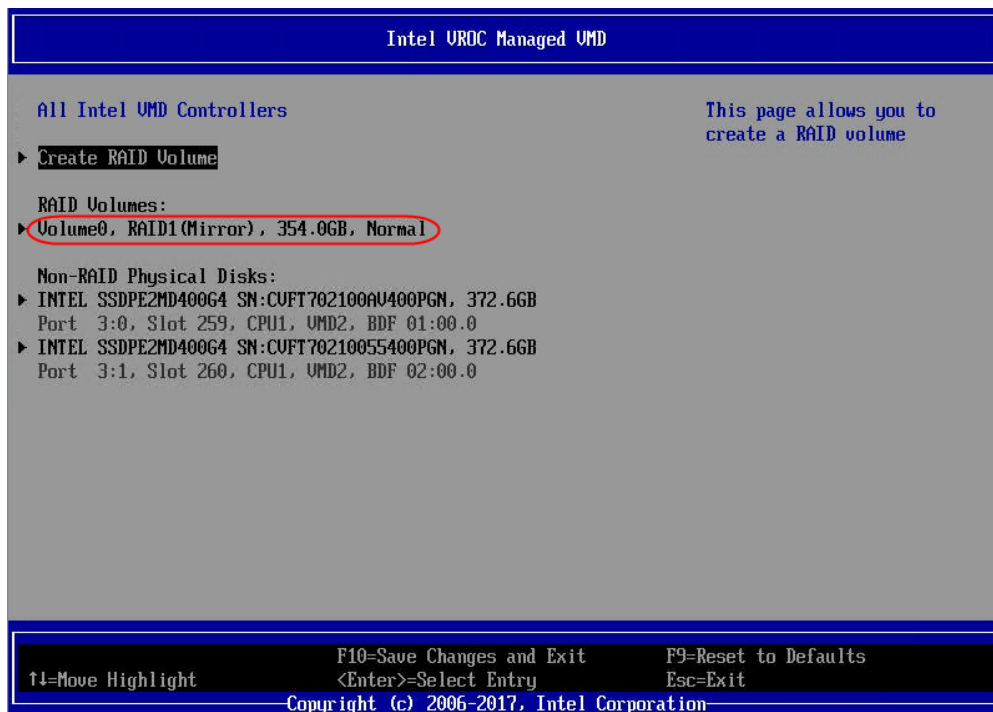 Intel VROC Managed VMD
All Intel VMD Controllers
This page allows you to
create a RAID volume
Create RAID Volume
RAID Volumes:
Volume0, RAID1(Mirror), 354.0GB, Normal
Non-RAID Physical Disks:
INTEL SSDPE2MD400G4 SN:CVFT702100AV400PGN, 372.6GB
Port 3:0, Slot 259, CPU1, VMD2, BDF 01:00.0
INTEL SSDPE2MD400G4 SN:CVFT70210055400PGN, 372.6GB
Port 3:1, Slot 260, CPU1, VMD2, BDF 02:00.0
F10=Save Changes and Exit F9=Reset to Defaults
↑↓=Move Highlight <Enter>=Select Entry Esc=Exit
Copyright (c) 2006-2017, Intel Corporation